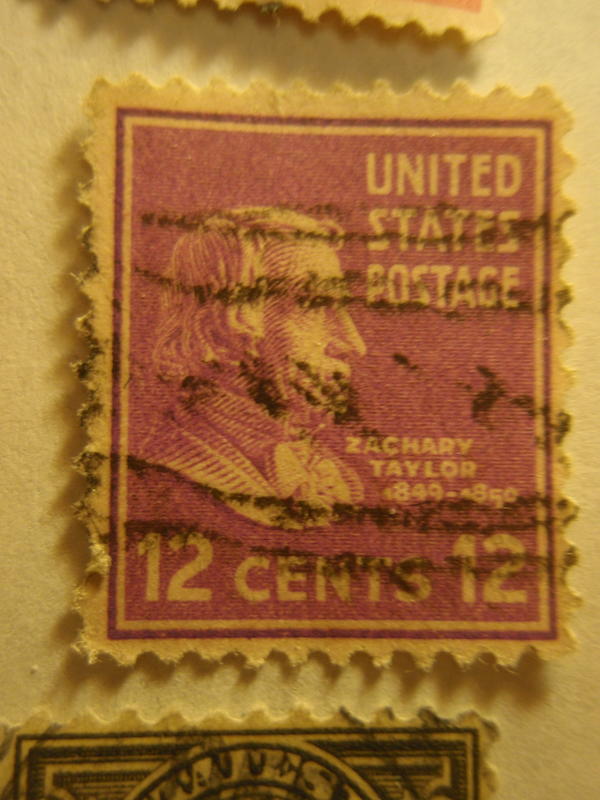 UNITED
STATES
POSTAGE
ZACHARY
TAYLOR
1849-1850
12 CENTS 12